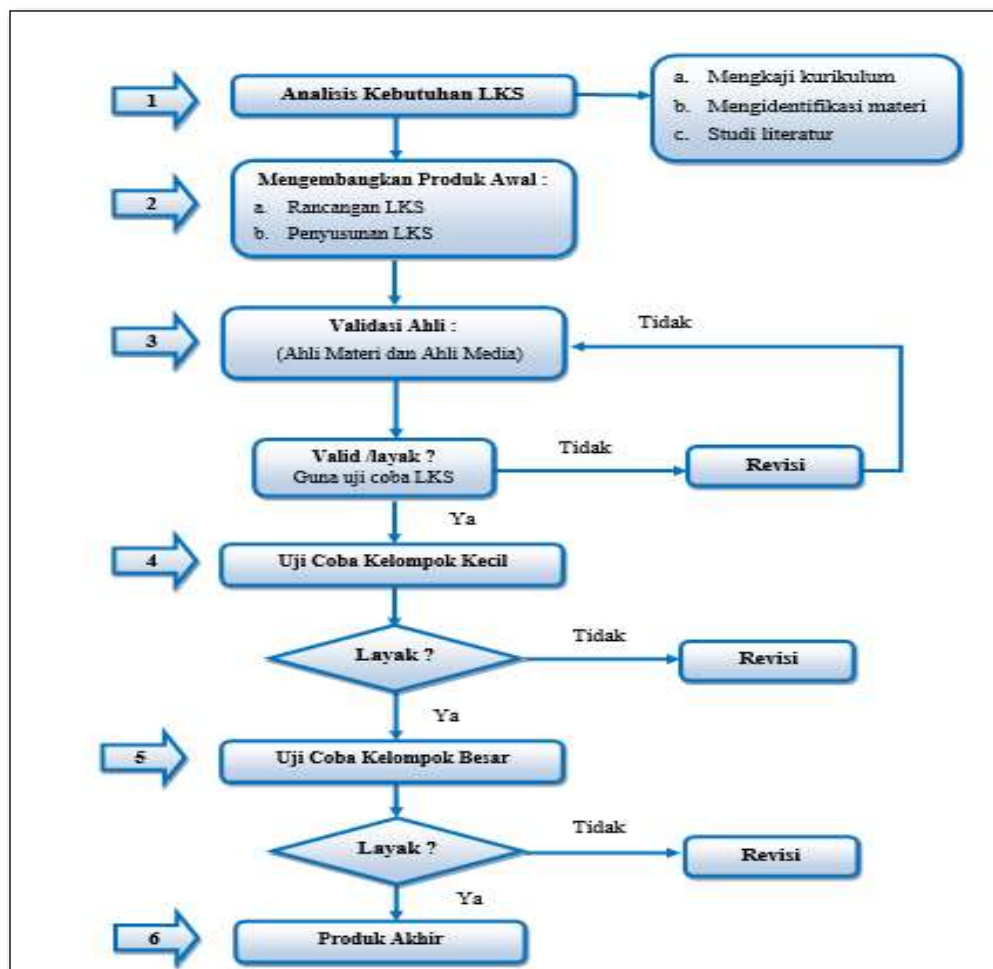 1
Analisis Kebutuhan LKS
a. Mengkaji kurikulum
b. Mengidentifikasi materi
c. Studi literatur
2
Mengembangkan Produk Awal :
a. Rancangan LKS
b. Penyusunan LKS
3
Validasi Ahli :
(Ahli Materi dan Ahli Media)
Tidak
Valid /layak ?
Guna uji coba LKS
Tidak
Revisi
Ya
4
Uji Coba Kelompok Kecil
Layak ?
Tidak
Revisi
Ya
5
Uji Coba Kelompok Besar
Layak ?
Tidak
Revisi
Ya
6
Produk Akhir